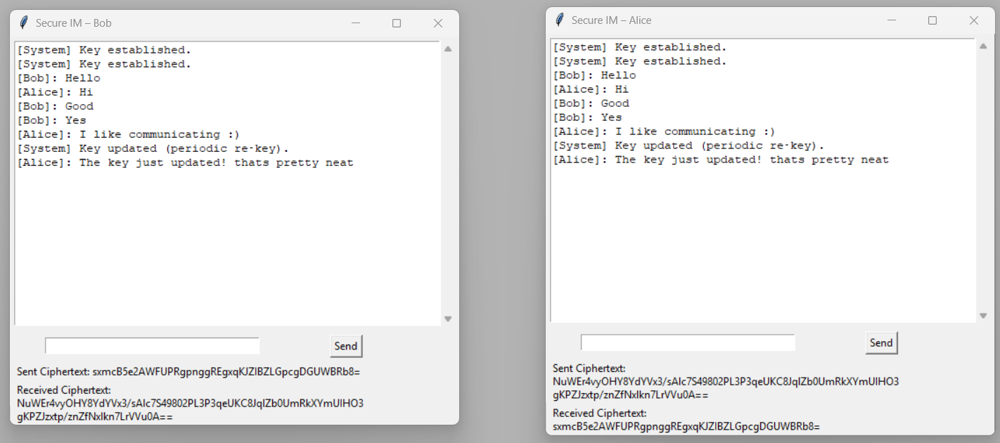 Secure IM – Bob
[System] Key established.
[System] Key established.
[Bob]: Hello
[Alice]: Hi
[Bob]: Good
[Bob]: Yes
[Alice]: I like communicating :)
[System] Key updated (periodic re-key).
[Alice]: The key just updated! thats pretty neat
Send
Sent Ciphertext: sxmcB5e2AWFUPRgpnggREgxqKJZIBZLGpcgDGUWBRb8=
Received Ciphertext:
NuWEr4vyOHY8YdYVx3/sAIc7S49802PL3P3qeUKC8JqIZb0UmRkXYmUIHO3
gKPZJzxtp/znZfNxlkn7LrVVu0A==
Secure IM – Alice
[System] Key established.
[System] Key established.
[Bob]: Hello
[Alice]: Hi
[Bob]: Good
[Bob]: Yes
[Alice]: I like communicating :)
[System] Key updated (periodic re-key).
[Alice]: The key just updated! thats pretty neat
Send
Sent Ciphertext:
NuWEr4vyOHY8YdYVx3/sAIc7S49802PL3P3qeUKC8JqIZb0UmRkXYmUIHO3
gKPZJzxtp/znZfNxlkn7LrVVu0A==
Received Ciphertext:
sxmcB5e2AWFUPRgpnggREgxqKJZIBZLGpcgDGUWBRb8=